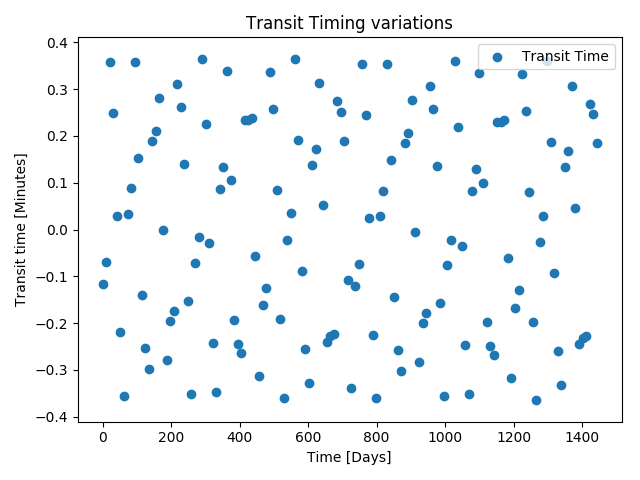 Transit Timing variations
Transit Time
Transit time [Minutes]
0.4
0.3
0.2
0.1
0.0
−0.1
−0.2
−0.3
−0.4
0 200 400 600 800 1000 1200 1400
Time [Days]